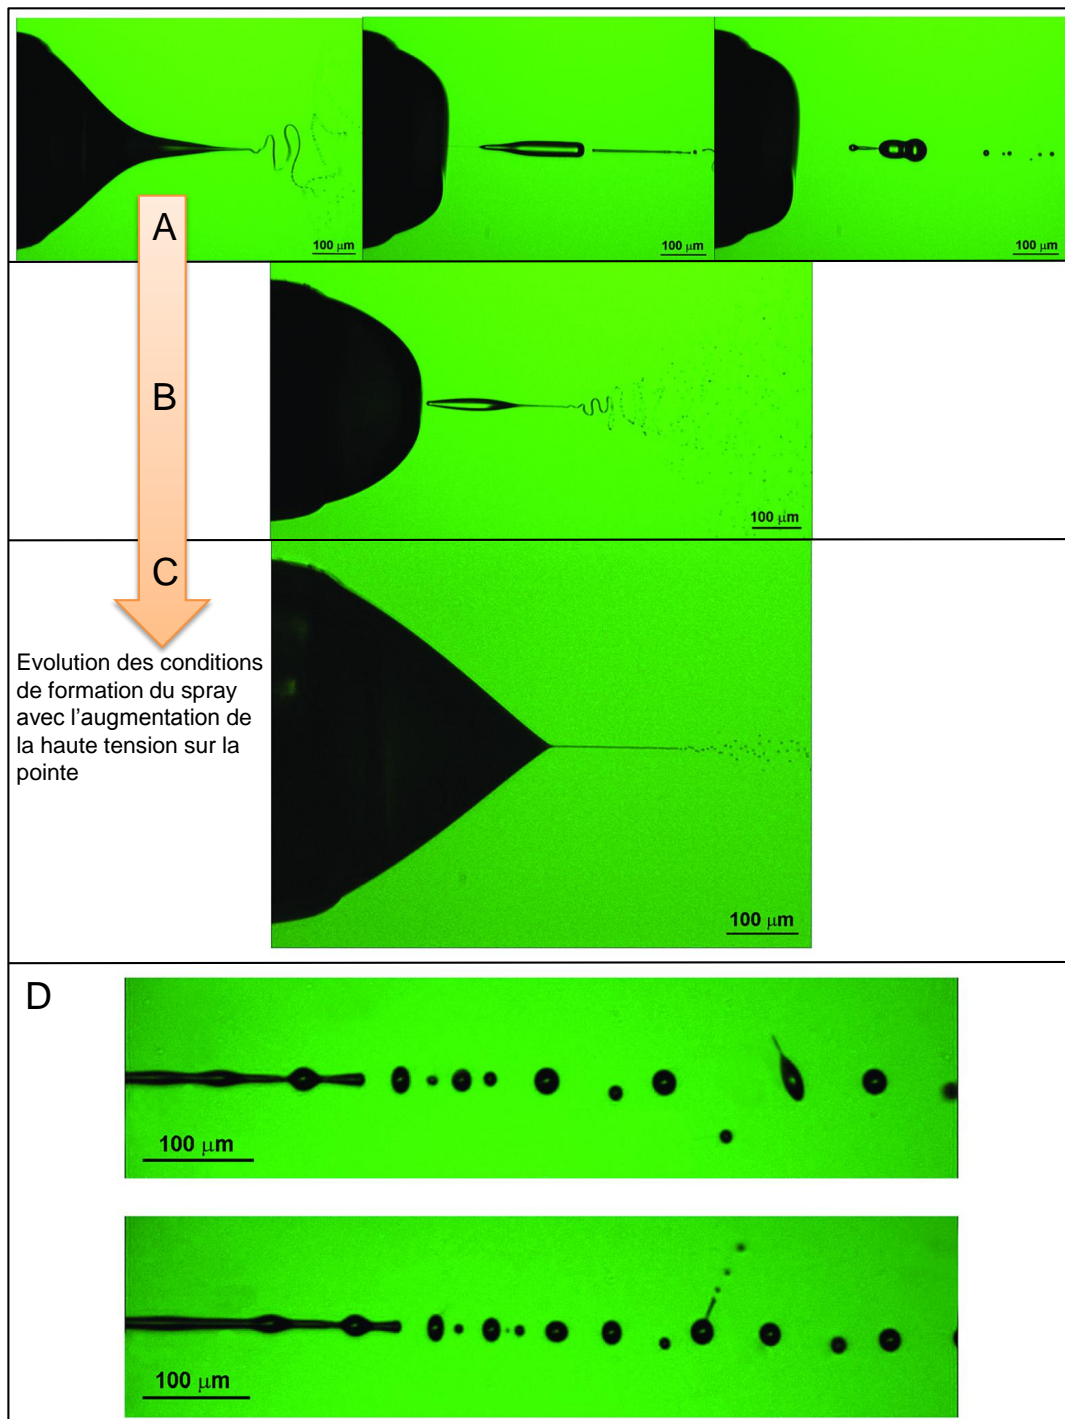 A
100 μm
100 μm
100 μm
B
100 μm
C
100 μm
Evolution des conditions
de formation du spray
avec l’augmentation de
la haute tension sur la
pointe
D
100 μm
100 μm